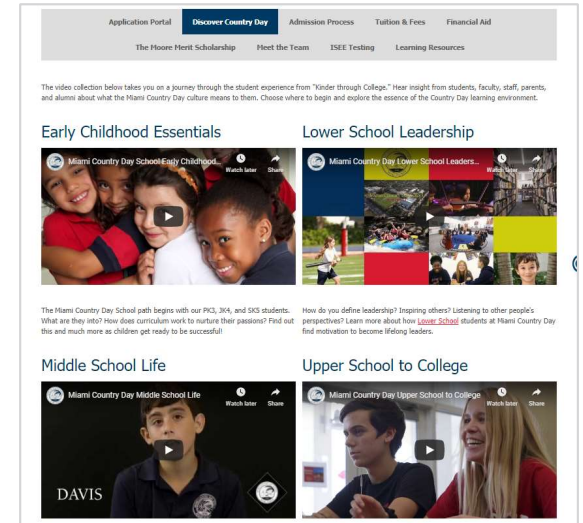 Application Portal Discover Country Day Admission Process Tuition & Fees Financial Aid
The Moore Merit Scholarship Meet the Team ISEE Testing Learning Resources
The video collection below takes you on a journey through the student experience from "Kinder through College." Hear insight from students, faculty, staff, parents,
and alumni about what the Miami Country Day culture means to them. Choose where to begin and explore the essence of the Country Day learning environment.
Early Childhood Essentials
Miami Country Day School Early Childhood...
Watch later Share
The Miami Country Day School path begins with our PK3, JK4, and SK5 students.
What are they into? How does curriculum work to nurture their passions? Find out
this and much more as children get ready to be successful!
Lower School Leadership
Miami Country Day Lower School Leaders...
Watch later Share
How do you define leadership? Inspiring others? Listening to other people's
perspectives? Learn more about how Lower School students at Miami Country Day
find motivation to become lifelong leaders.
Middle School Life
Miami Country Day Middle School Life
Watch later Share
DAVIS
Upper School to College
Miami Country Day Upper School to College
Watch later Share